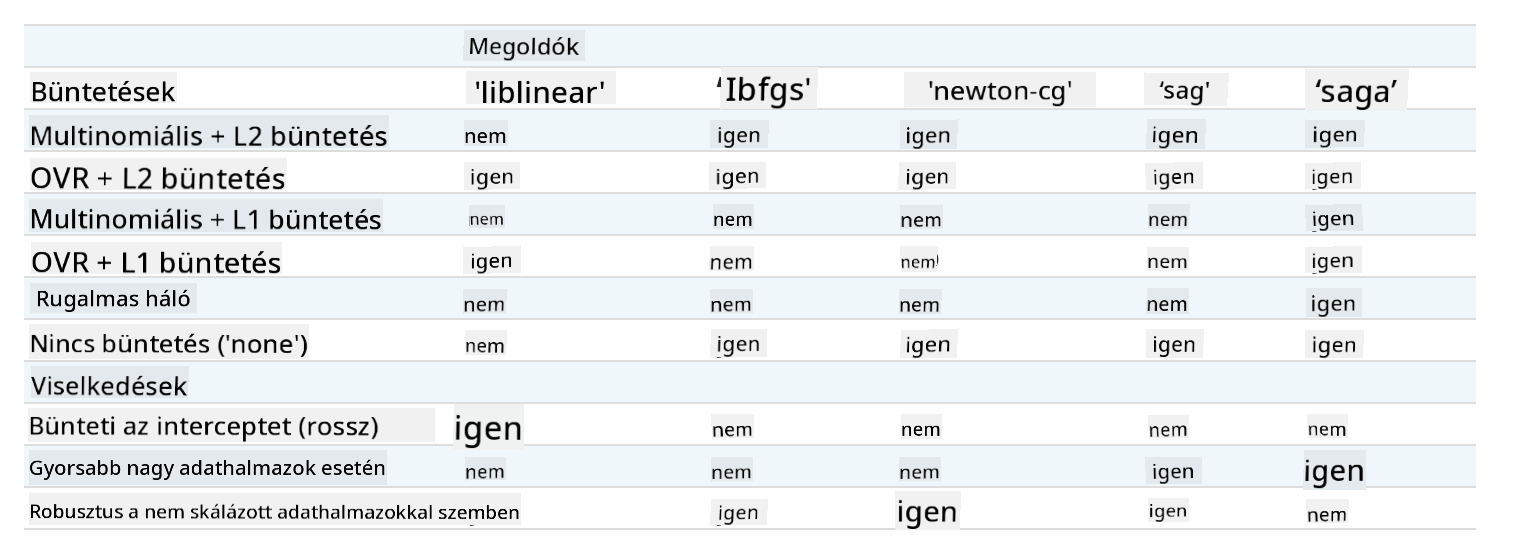 Megoldók
Büntetések 'liblinear' ‘Ibfgs' 'newton-cg' ‘sag' ‘saga’
Multinomiális + L2 büntetés nem igen igen igen igen
OVR + L2 büntetés igen igen igen igen igen
Multinomiális + L1 büntetés nem nem nem nem igen
OVR + L1 büntetés igen nem nem nem igen
Rugalmas háló nem nem nem nem igen
Nincs büntetés ('none') nem igen igen igen igen
Viselkedések
Bünteti az interceptet (rossz) igen nem nem nem nem
Gyorsabb nagy adathalmazok esetén nem nem nem igen igen
Robusztus a nem skálázott adathalmazokkal szemben igen igen igen nem